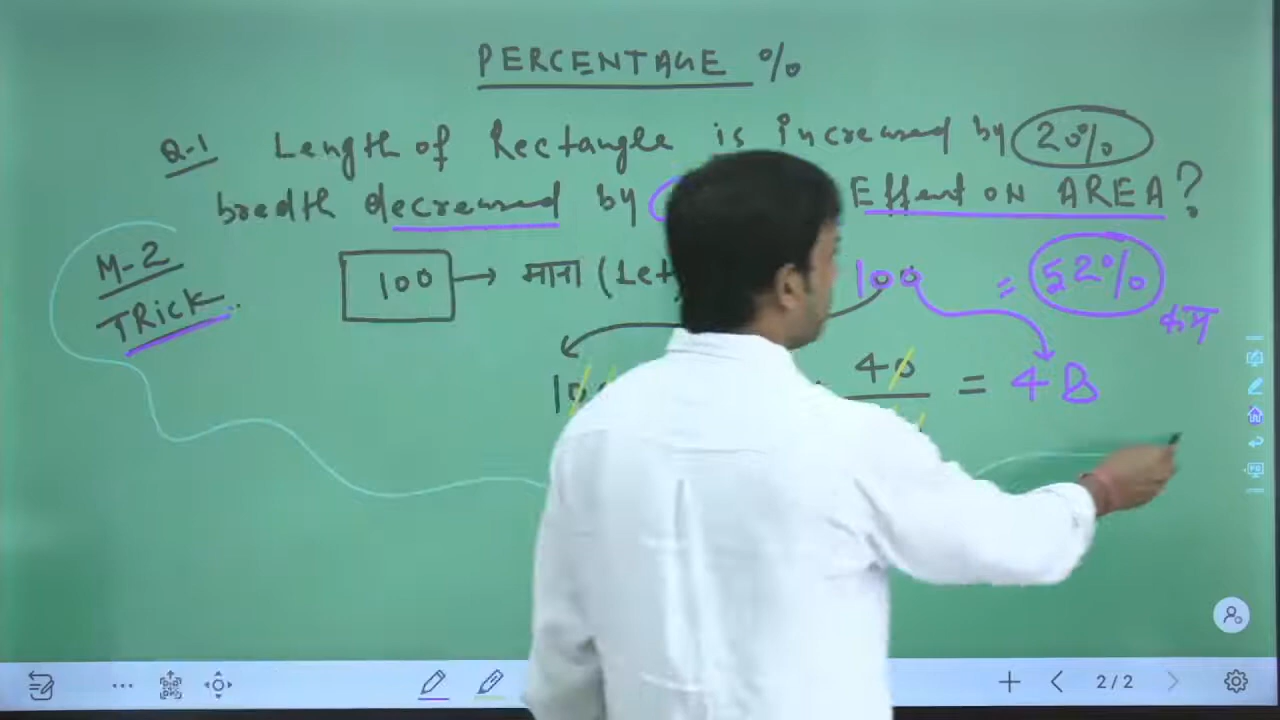 PERCENTAGE %
Q-1 Length of Rectangle is increased by 20%
bredth decreased by Effent on AREA?
M-2
TRick
100 → माना (Let 100 = 52%
कम
40 = 48
2/2